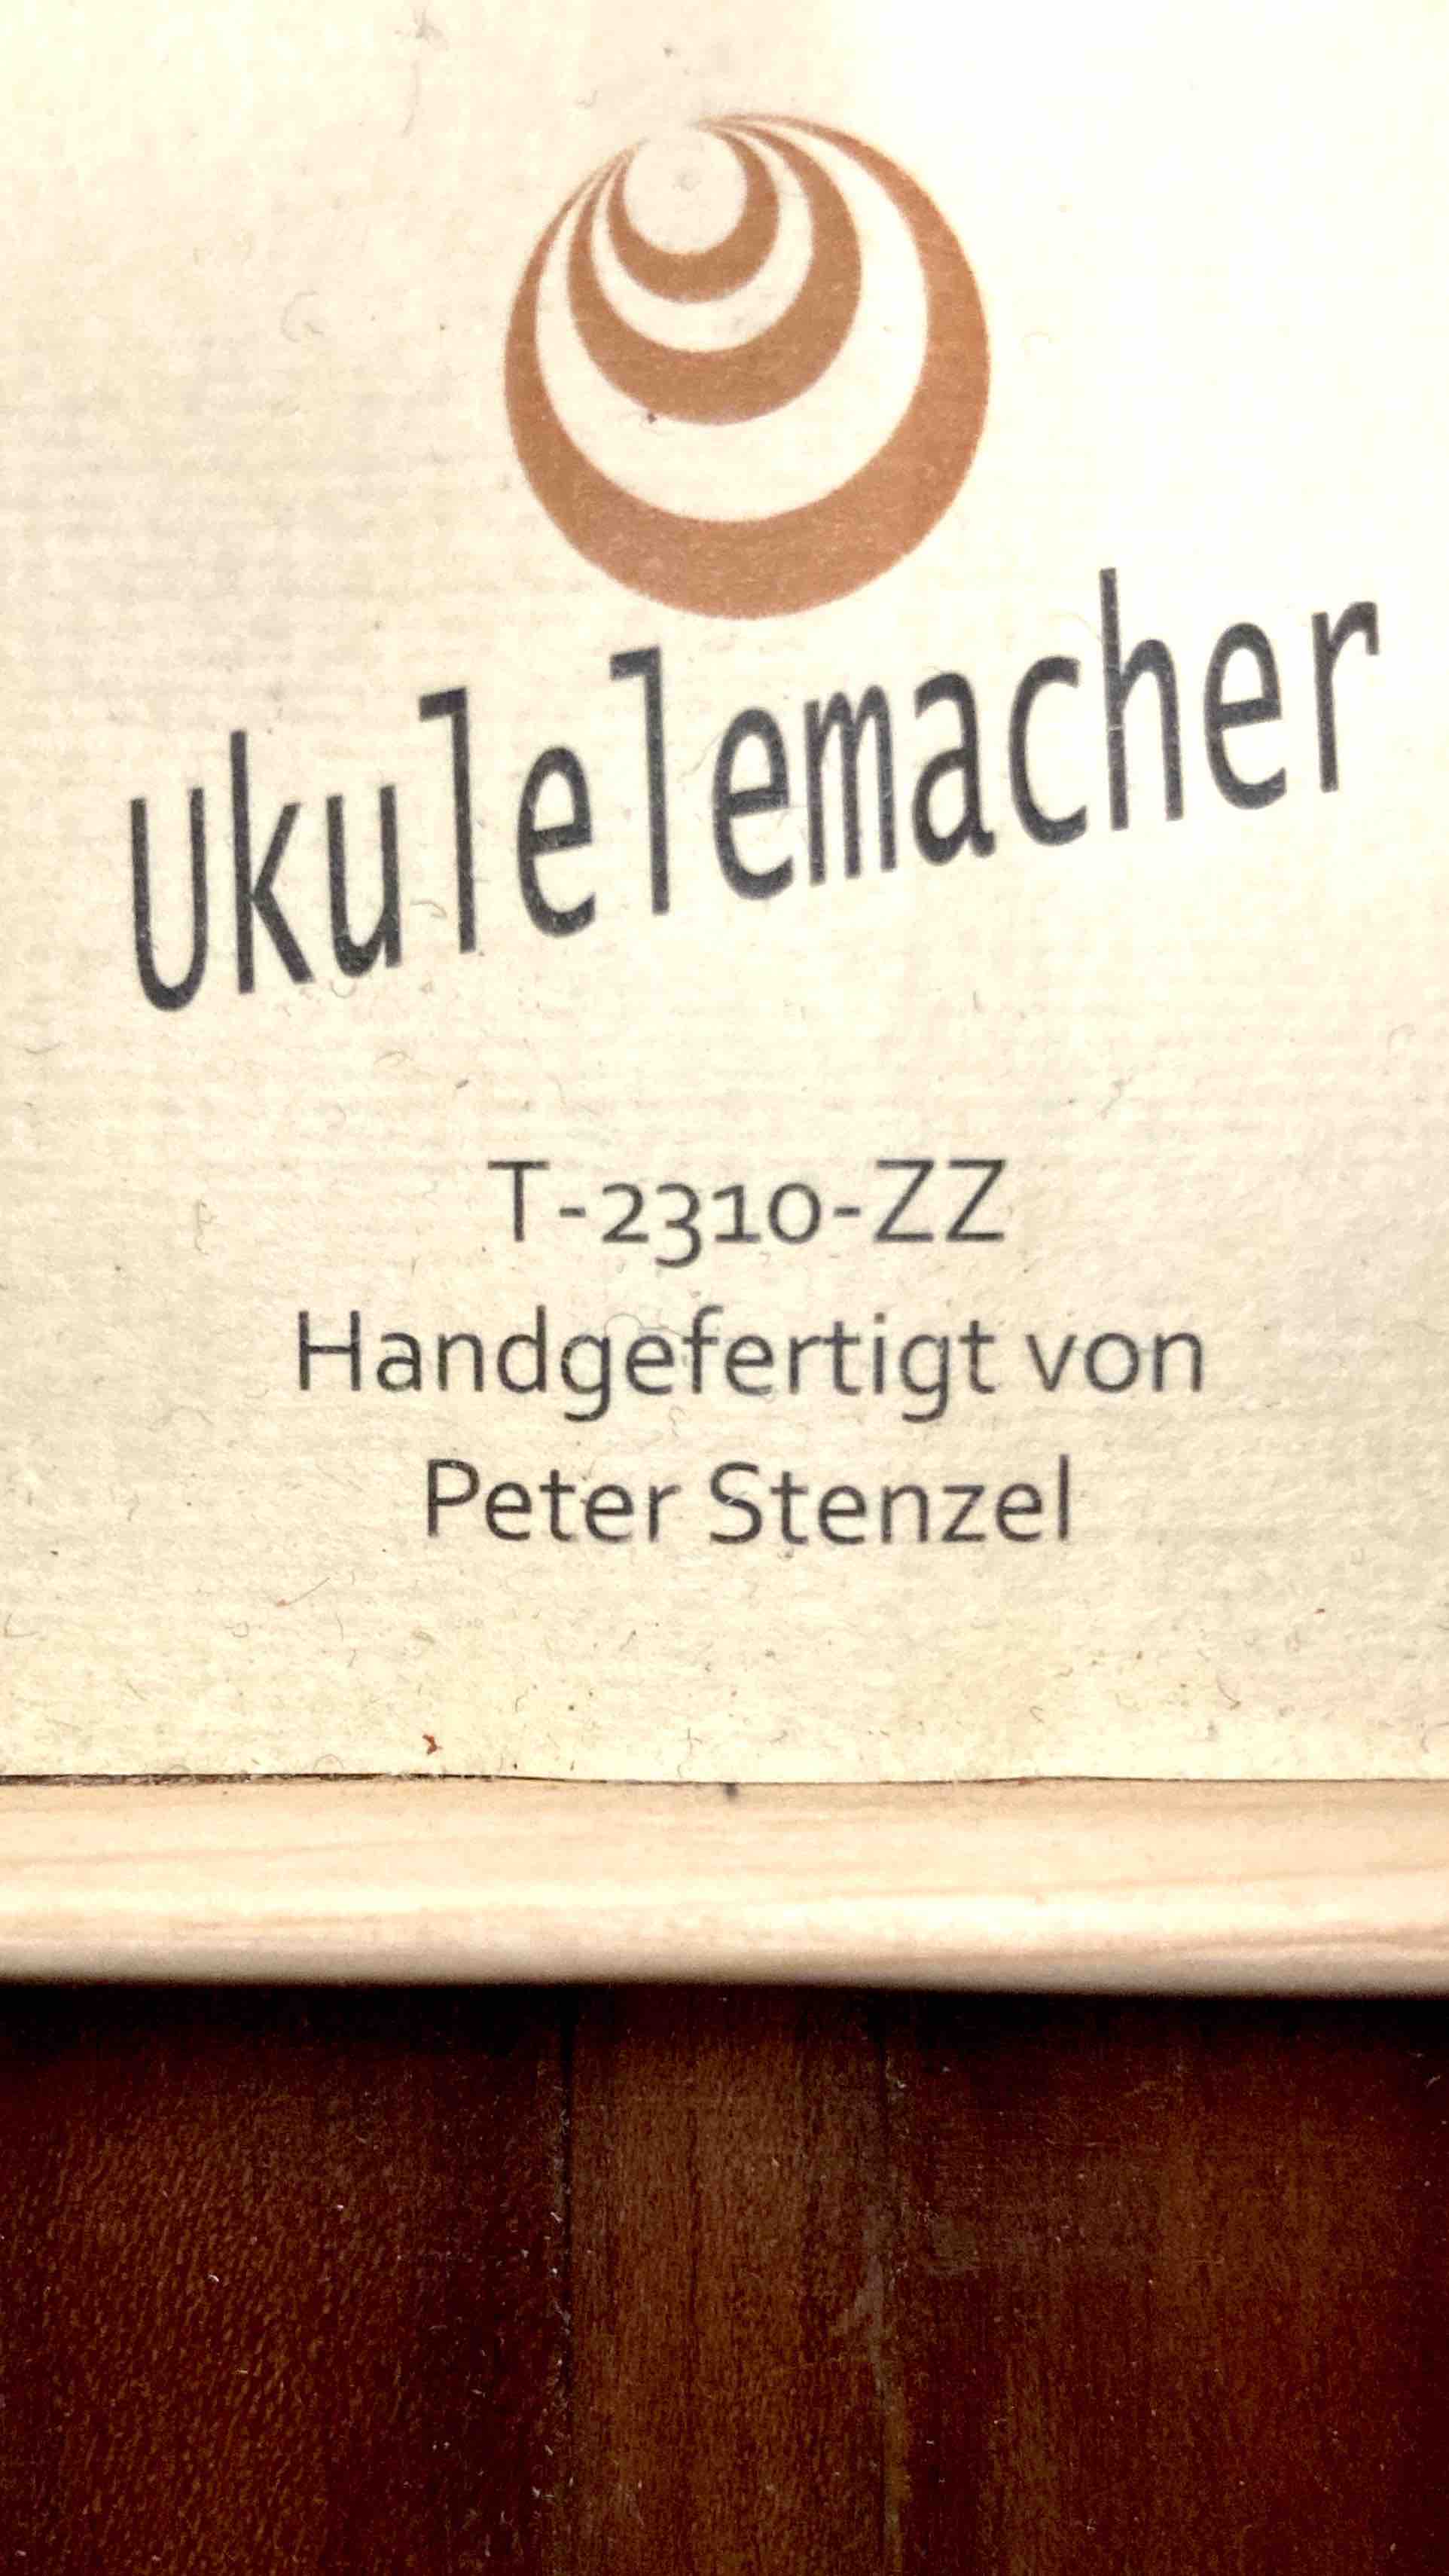 Ukulelemacher
T-2310-ZZ
Handgefertigt von
Peter Stenzel